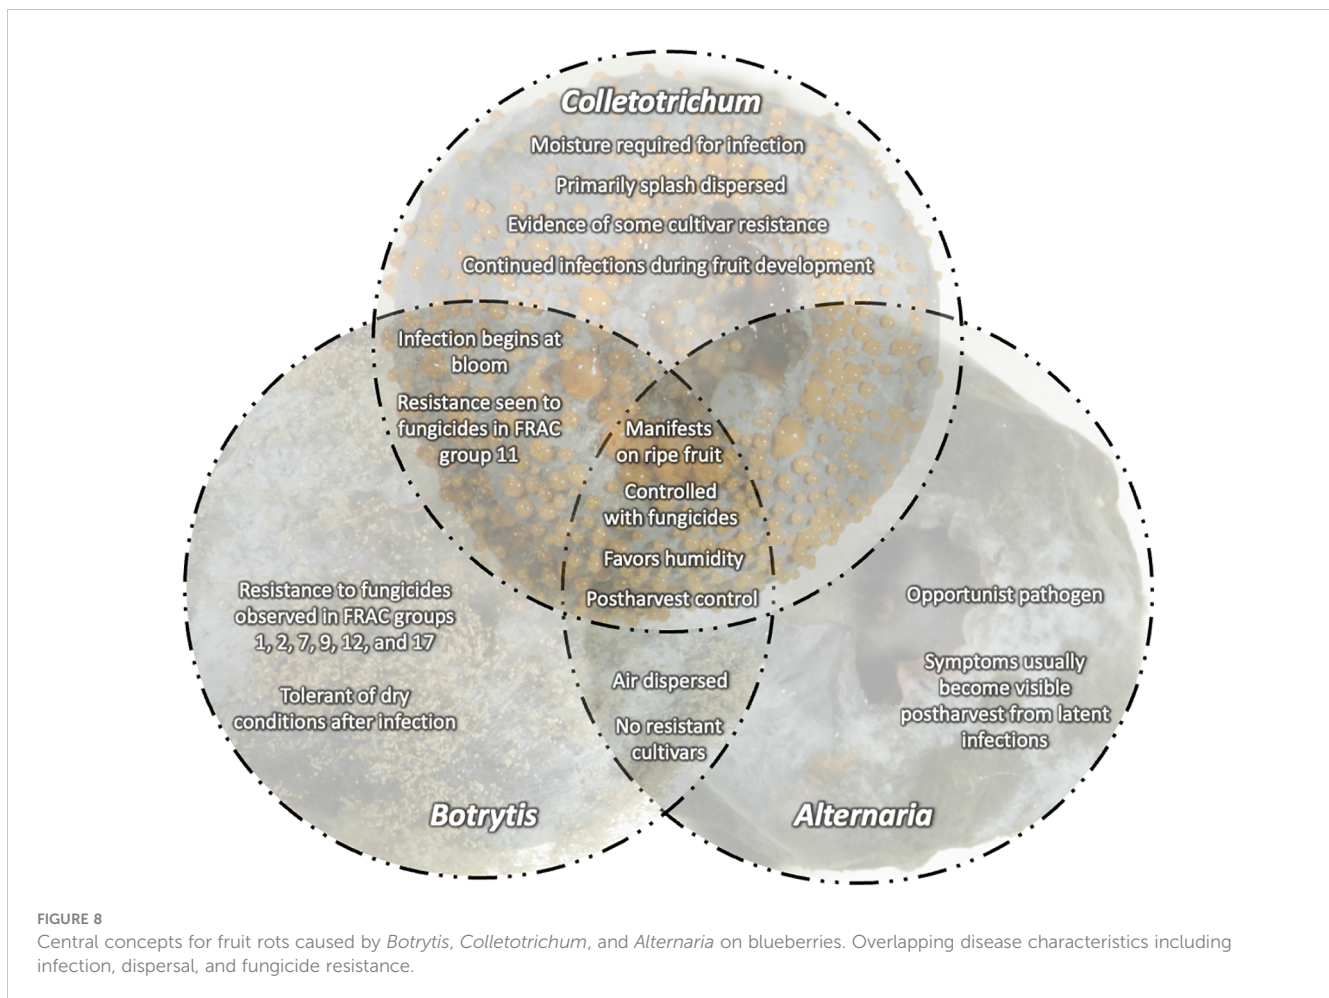 Colletotrichum
Moisture required for infection
Primarily splash dispersed
Evidence of some cultivar resistance
Continued infections during fruit development
Infection begins at
bloom
Resistance seen to
fungicides in FRAC
group 11
Manifests
on ripe fruit
Controlled
with fungicides
Favors humidity
Postharvest control
Resistance to fungicides
observed in FRAC groups
1, 2, 7, 9, 12, and 17
Tolerant of dry
conditions after infection
Air dispersed
No resistant
cultivars
Opportunist pathogen
Symptoms usually
become visible
postharvest from latent
infections
Botrytis
Alternaria
FIGURE 8
Central concepts for fruit rots caused by Botrytis, Colletotrichum, and Alternaria on blueberries. Overlapping disease characteristics including
infection, dispersal, and fungicide resistance.